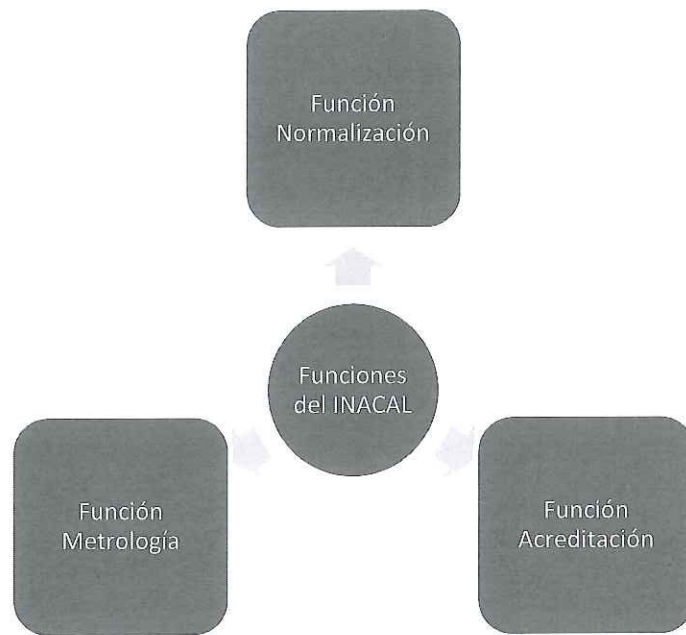 Función
Normalización
Funciones
del INACAL
Función
Metrología
Función
Acreditación